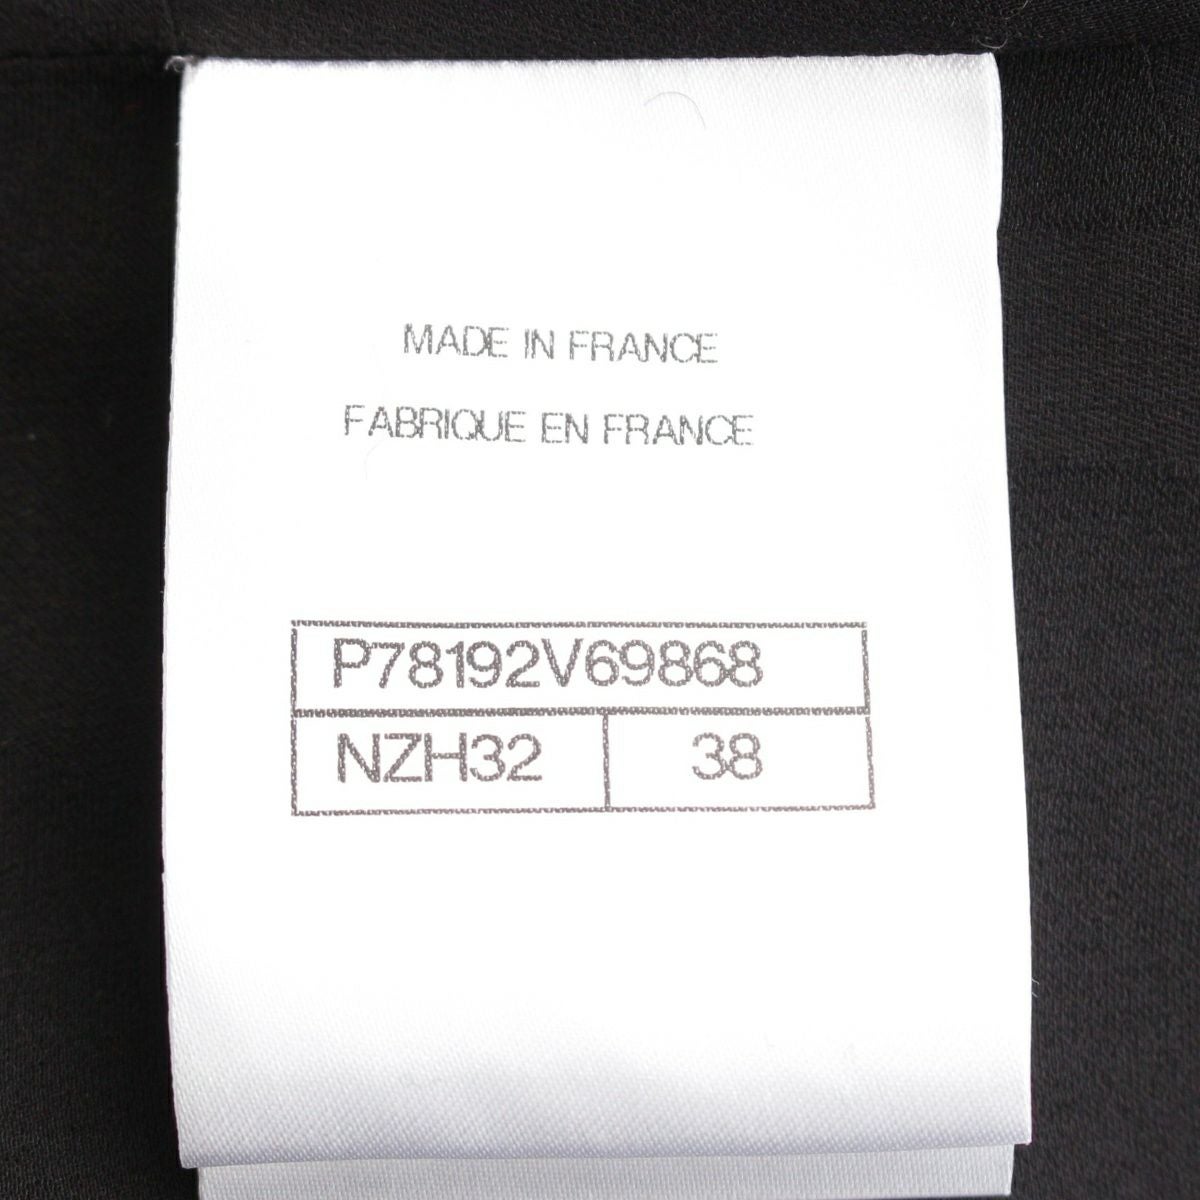 MADE IN FRANCE
FABRIQUE EN FRANCE
P78192V69868
NZH32 38